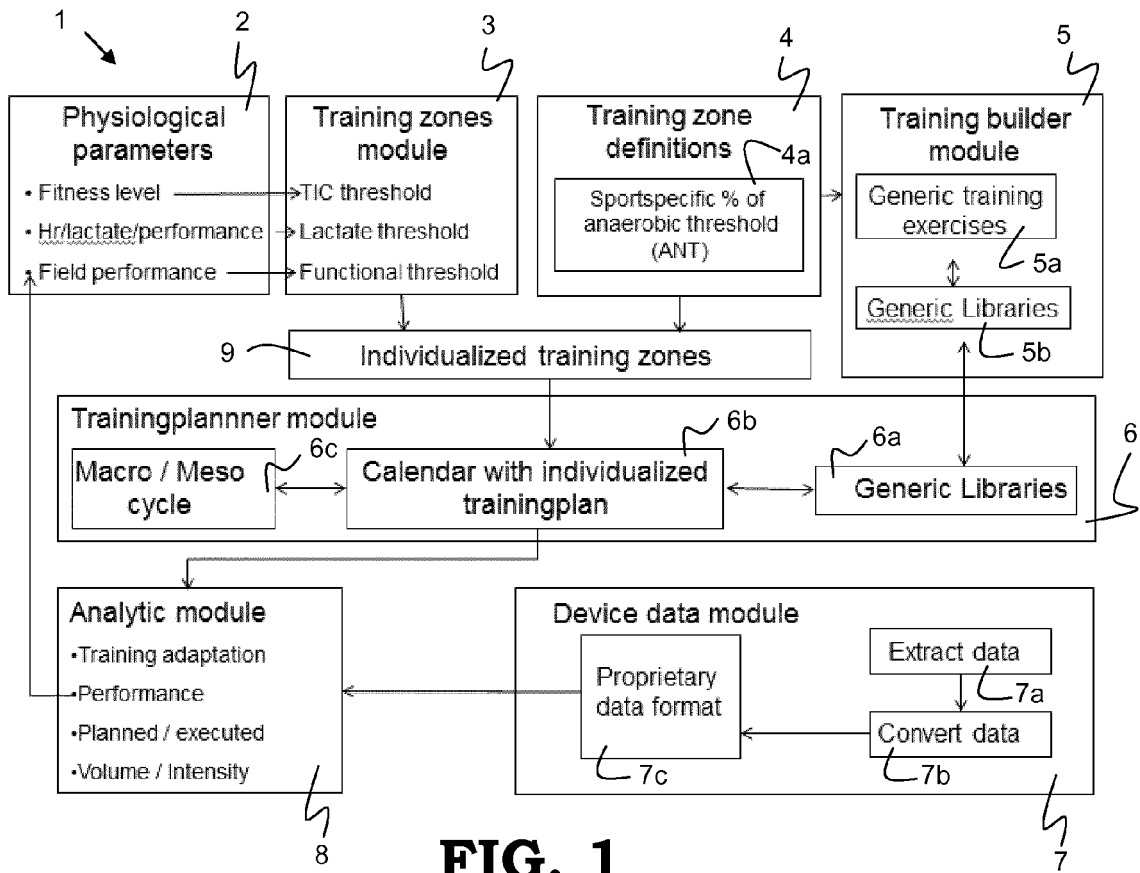 1
2
3
4
5
Physiological
parameters
• Fitness level
• Hr/lactate/performance
• Field performance
Training zones
module
TIC threshold
Lactate threshold
Functional threshold
Training zone
definitions
4a
Sportspecific % of
anaerobic threshold
(ANT)
Training builder
module
Generic training
exercises
5a
Generic Libraries
5b
9
Individualized training zones
Trainingplannner module
6c
Macro / Meso
cycle
6b
Calendar with individualized
trainingplan
6a
Generic Libraries
6
Analytic module
•Training adaptation
•Performance
•Planned / executed
•Volume / Intensity
8
Device data module
Proprietary
data format
7c
Extract data
7a
Convert data
7b
7
FIG. 1